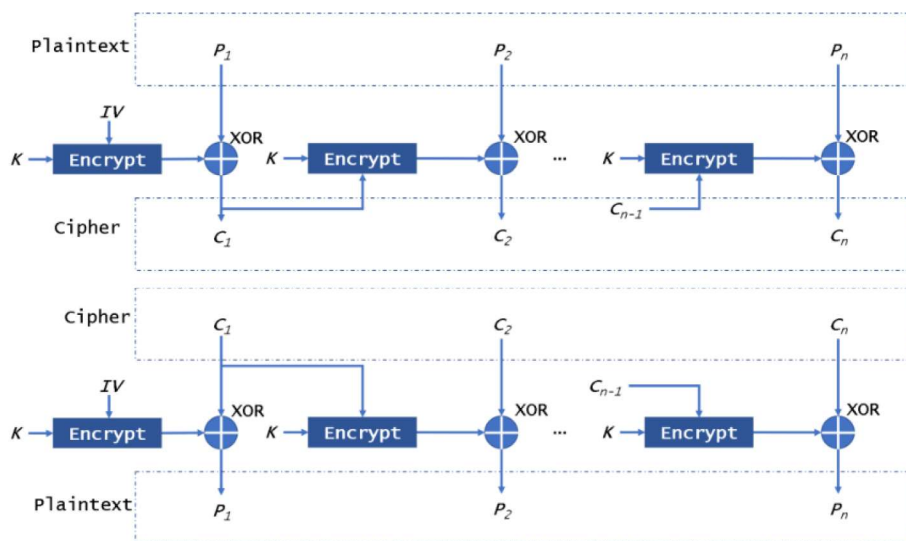 Plaintext P1 P2 Pn
IV XOR XOR XOR
K Encrypt K Encrypt ... K Encrypt
Cn-1
Cipher C1 C2 Cn
Cipher C1 C2 Cn
IV Cn-1
XOR XOR XOR
K Encrypt K Encrypt ... K Encrypt
Plaintext P1 P2 Pn